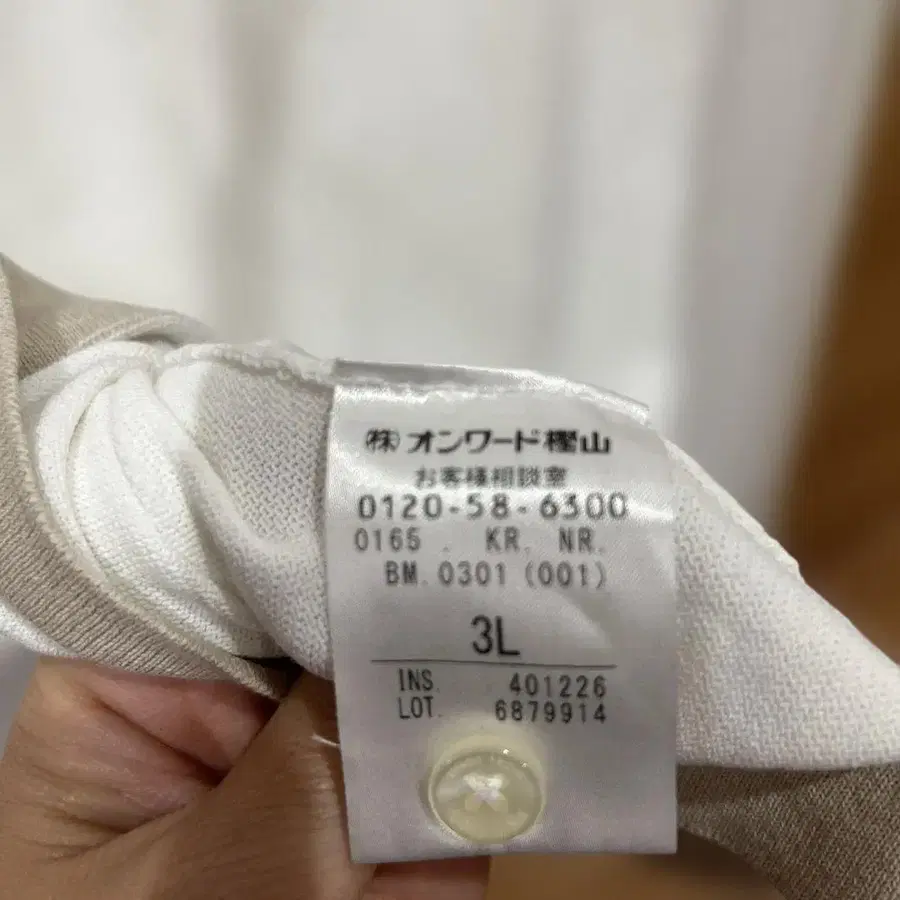 ㈱オンワード樫山
お客様相談室
0120-58-6300
0165. KR. NR.
BM. 0301 (001)
3L
INS. 401226
LOT. 6879914